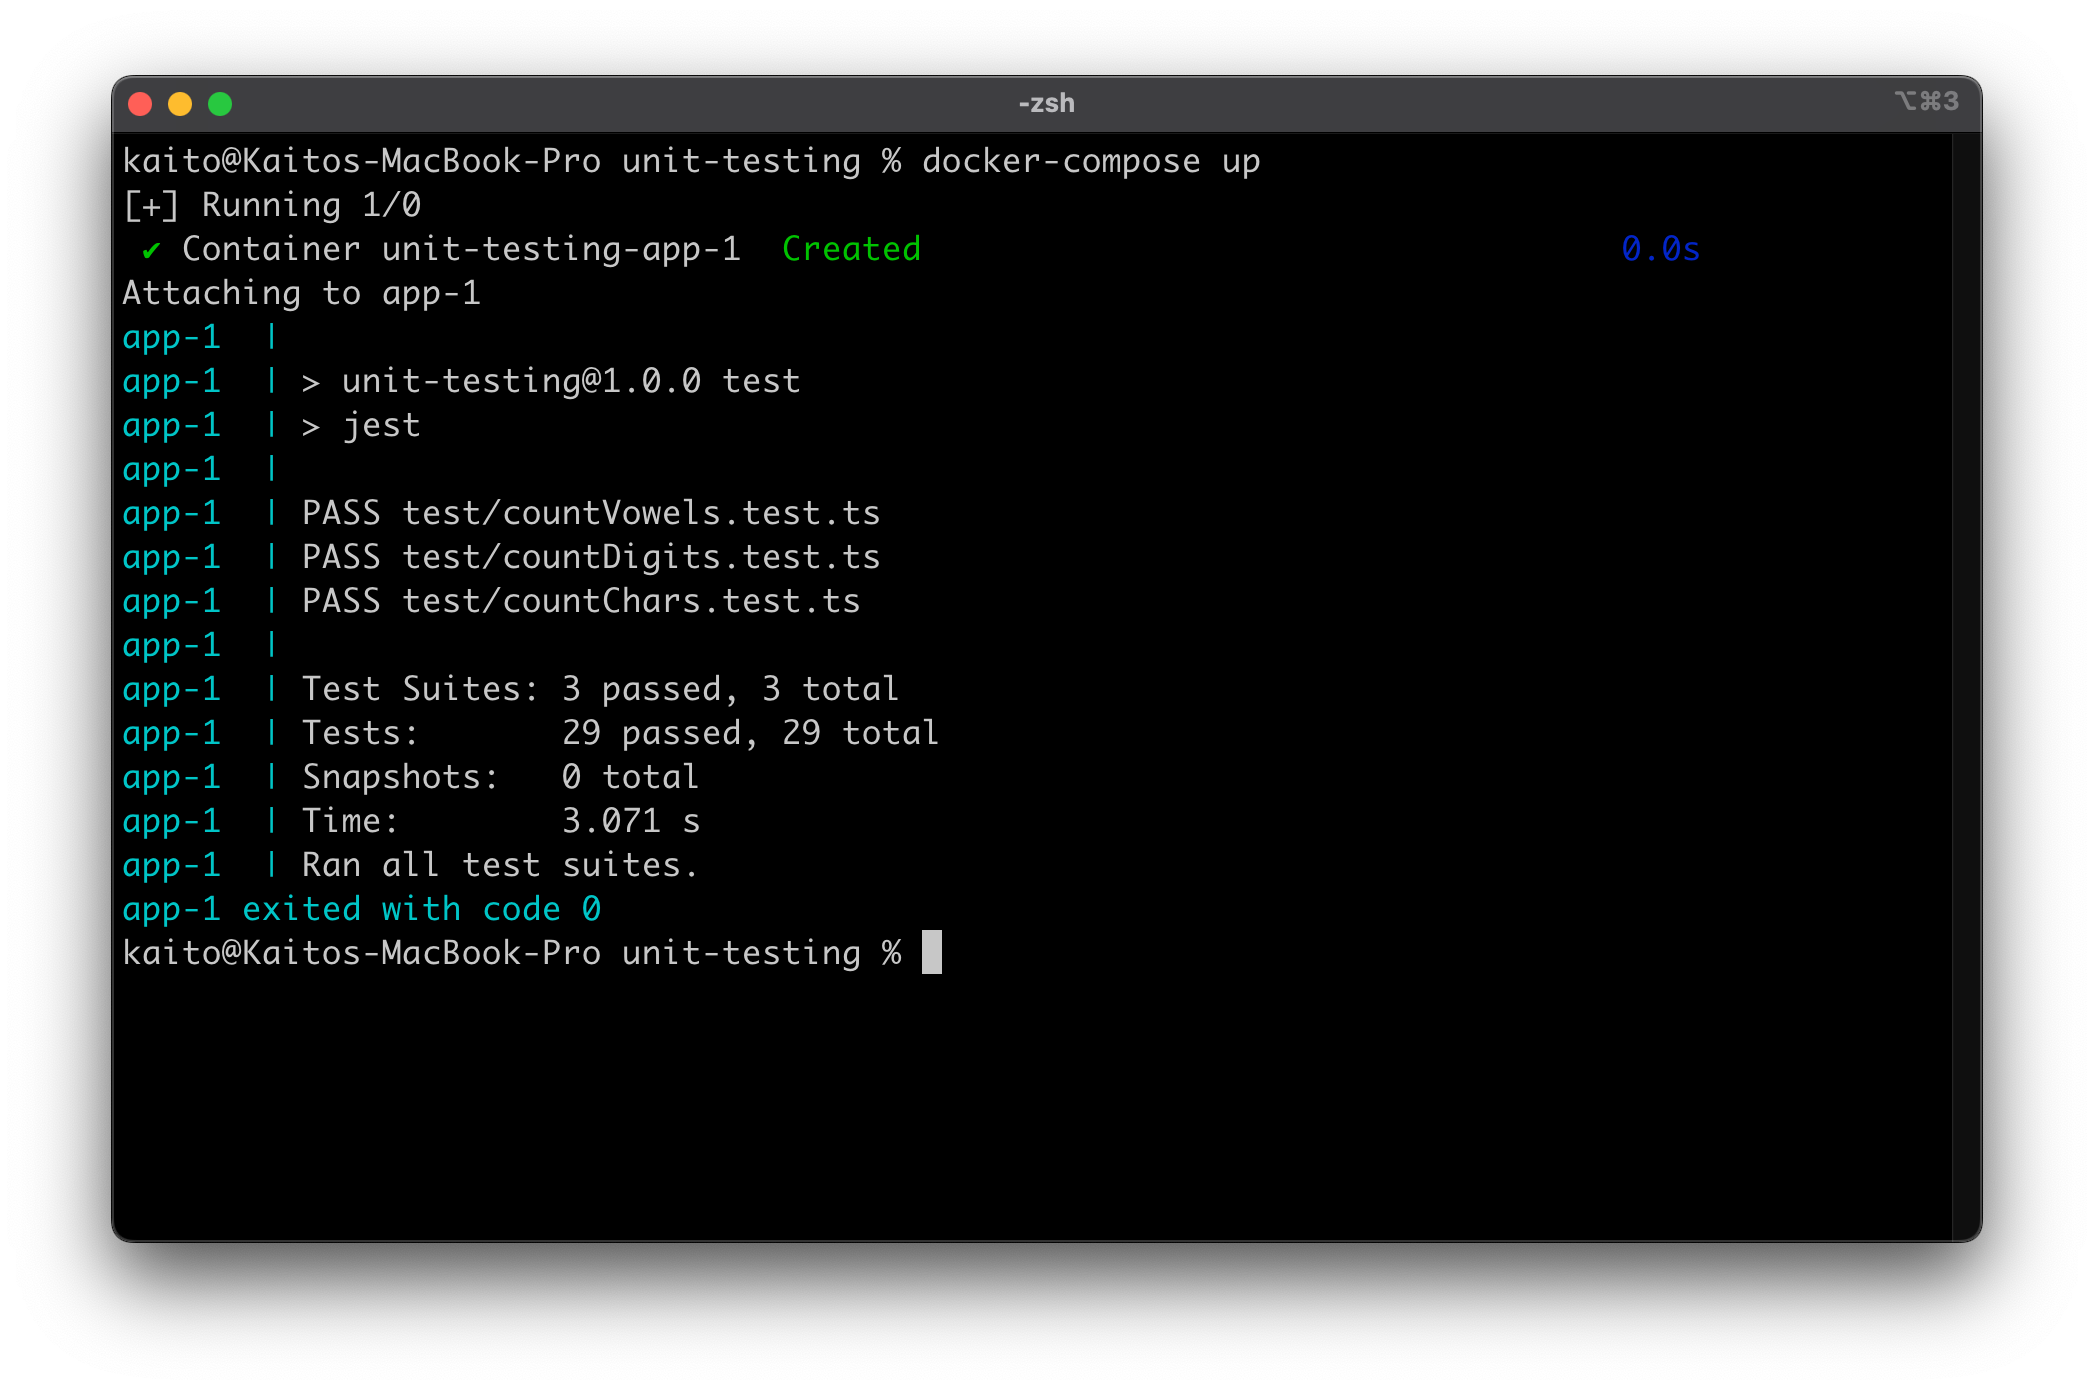 -zsh
⌥⌘3
kaito@Kaitos-MacBook-Pro unit-testing % docker-compose up
[+] Running 1/0
 ✔ Container unit-testing-app-1  Created                                   0.0s
Attaching to app-1
app-1  |
app-1  | > unit-testing@1.0.0 test
app-1  | > jest
app-1  |
app-1  | PASS test/countVowels.test.ts
app-1  | PASS test/countDigits.test.ts
app-1  | PASS test/countChars.test.ts
app-1  |
app-1  | Test Suites: 3 passed, 3 total
app-1  | Tests:       29 passed, 29 total
app-1  | Snapshots:   0 total
app-1  | Time:        3.071 s
app-1  | Ran all test suites.
app-1 exited with code 0
kaito@Kaitos-MacBook-Pro unit-testing %